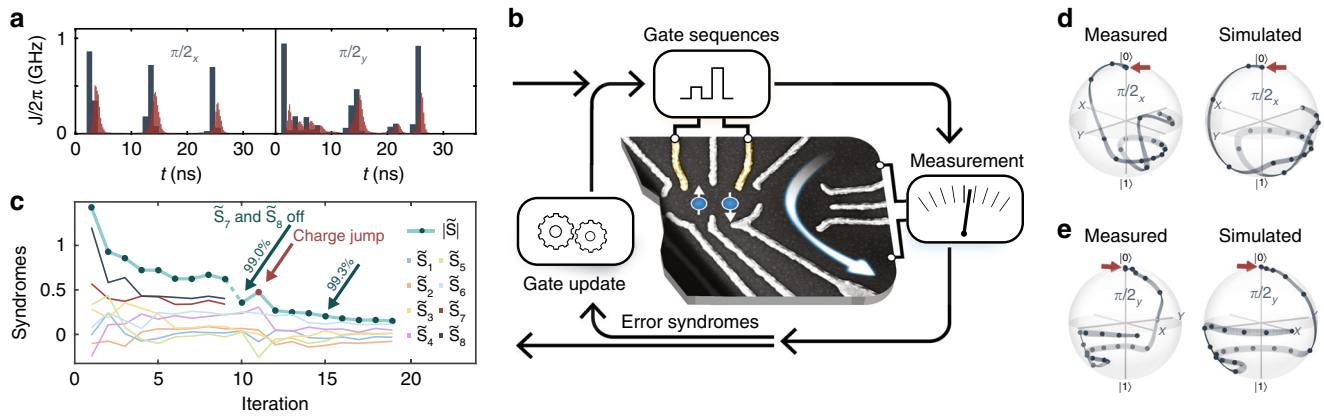 a
J/2π (GHz)
1
0
π/2x
π/2y
0 10 20 30
0 10 20 30
t (ns)
t (ns)
b
Gate sequences
Measurement
Gate update
Error syndromes
c
Syndromes
1
0.5
0
S̃7 and S̃8 off
99.0%
Charge jump
99.3%
|S̃|
S̃1 S̃5
S̃2 S̃6
S̃3 S̃7
S̃4 S̃8
0 5 10 15 20
Iteration
d
Measured Simulated
|0⟩ |0⟩
π/2x π/2x
X X
Y Y
|1⟩ |1⟩
e
Measured Simulated
|0⟩ |0⟩
π/2y π/2y
Y Y
X X
|1⟩ |1⟩